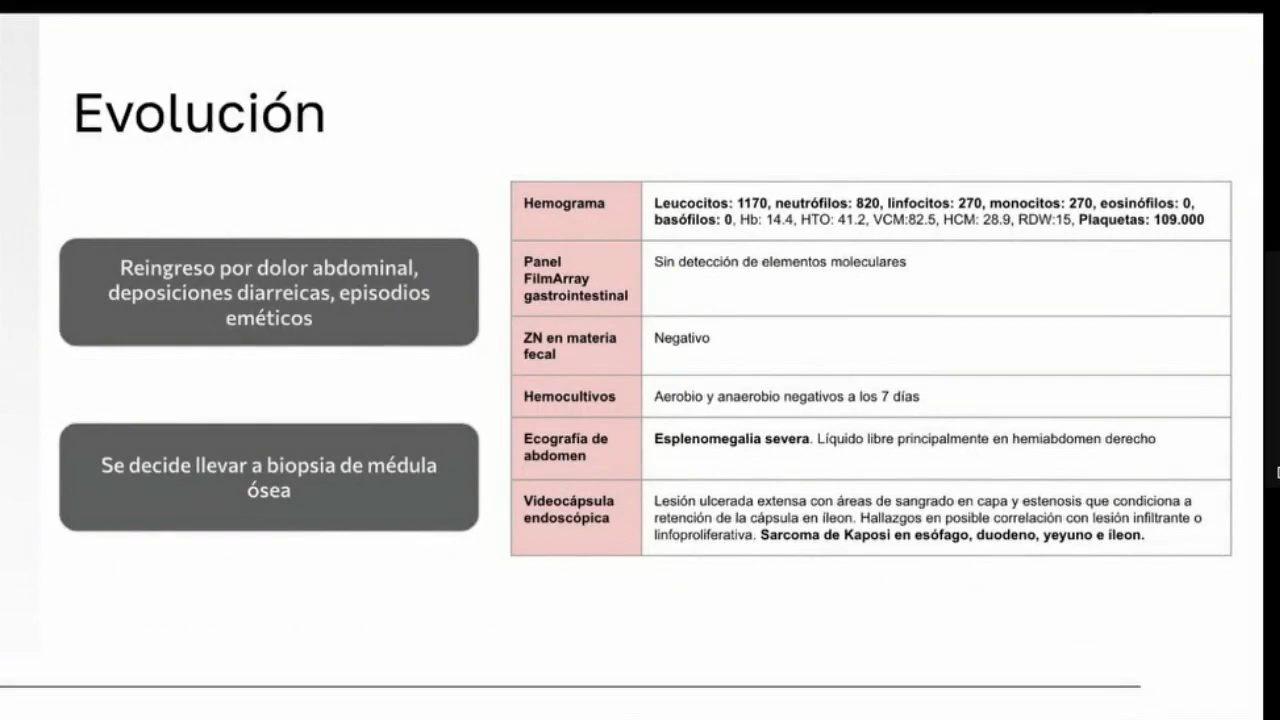 Evolución
Reingreso por dolor abdominal,
deposiciones diarreicas, episodios
eméticos
Se decide llevar a biopsia de médula
ósea
Hemograma
Leucocitos: 1170, neutrófilos: 820, linfocitos: 270, monocitos: 270, eosinófilos: 0,
basófilos: 0, Hb: 14.4, HTO: 41.2, VCM:82.5, HCM: 28.9, RDW:15, Plaquetas: 109.000
Panel
FilmArray
gastrointestinal
Sin detección de elementos moleculares
ZN en materia
fecal
Negativo
Hemocultivos
Aerobio y anaerobio negativos a los 7 días
Ecografía de
abdomen
Esplenomegalia severa. Líquido libre principalmente en hemiabdomen derecho
Videocápsula
endoscópica
Lesión ulcerada extensa con áreas de sangrado en capa y estenosis que condiciona a
retención de la cápsula en íleon. Hallazgos en posible correlación con lesión infiltrante o
linfoproliferativa. Sarcoma de Kaposi en esófago, duodeno, yeyuno e íleon.